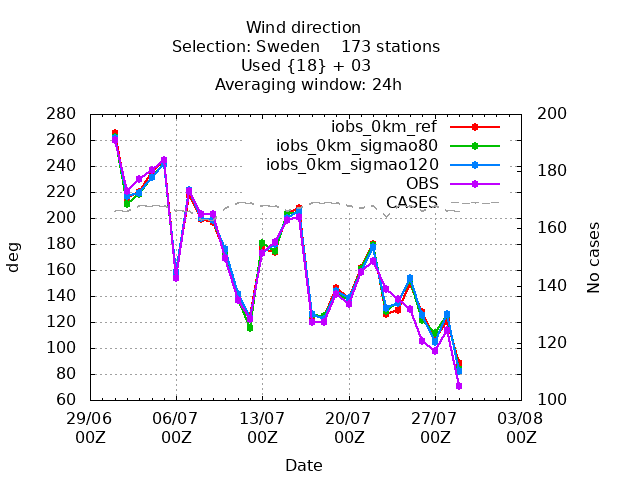 Wind direction
Selection: Sweden 173 stations
Used {18} + 03
Averaging window: 24h
280
260
240
220
200
180
160
140
120
100
80
60
deg
200
180
160
140
120
100
No cases
iobs_0km_ref
iobs_0km_sigmao80
iobs_0km_sigmao120
OBS
CASES
29/06 06/07 13/07 20/07 27/07 03/08
00Z 00Z 00Z 00Z 00Z 00Z
Date